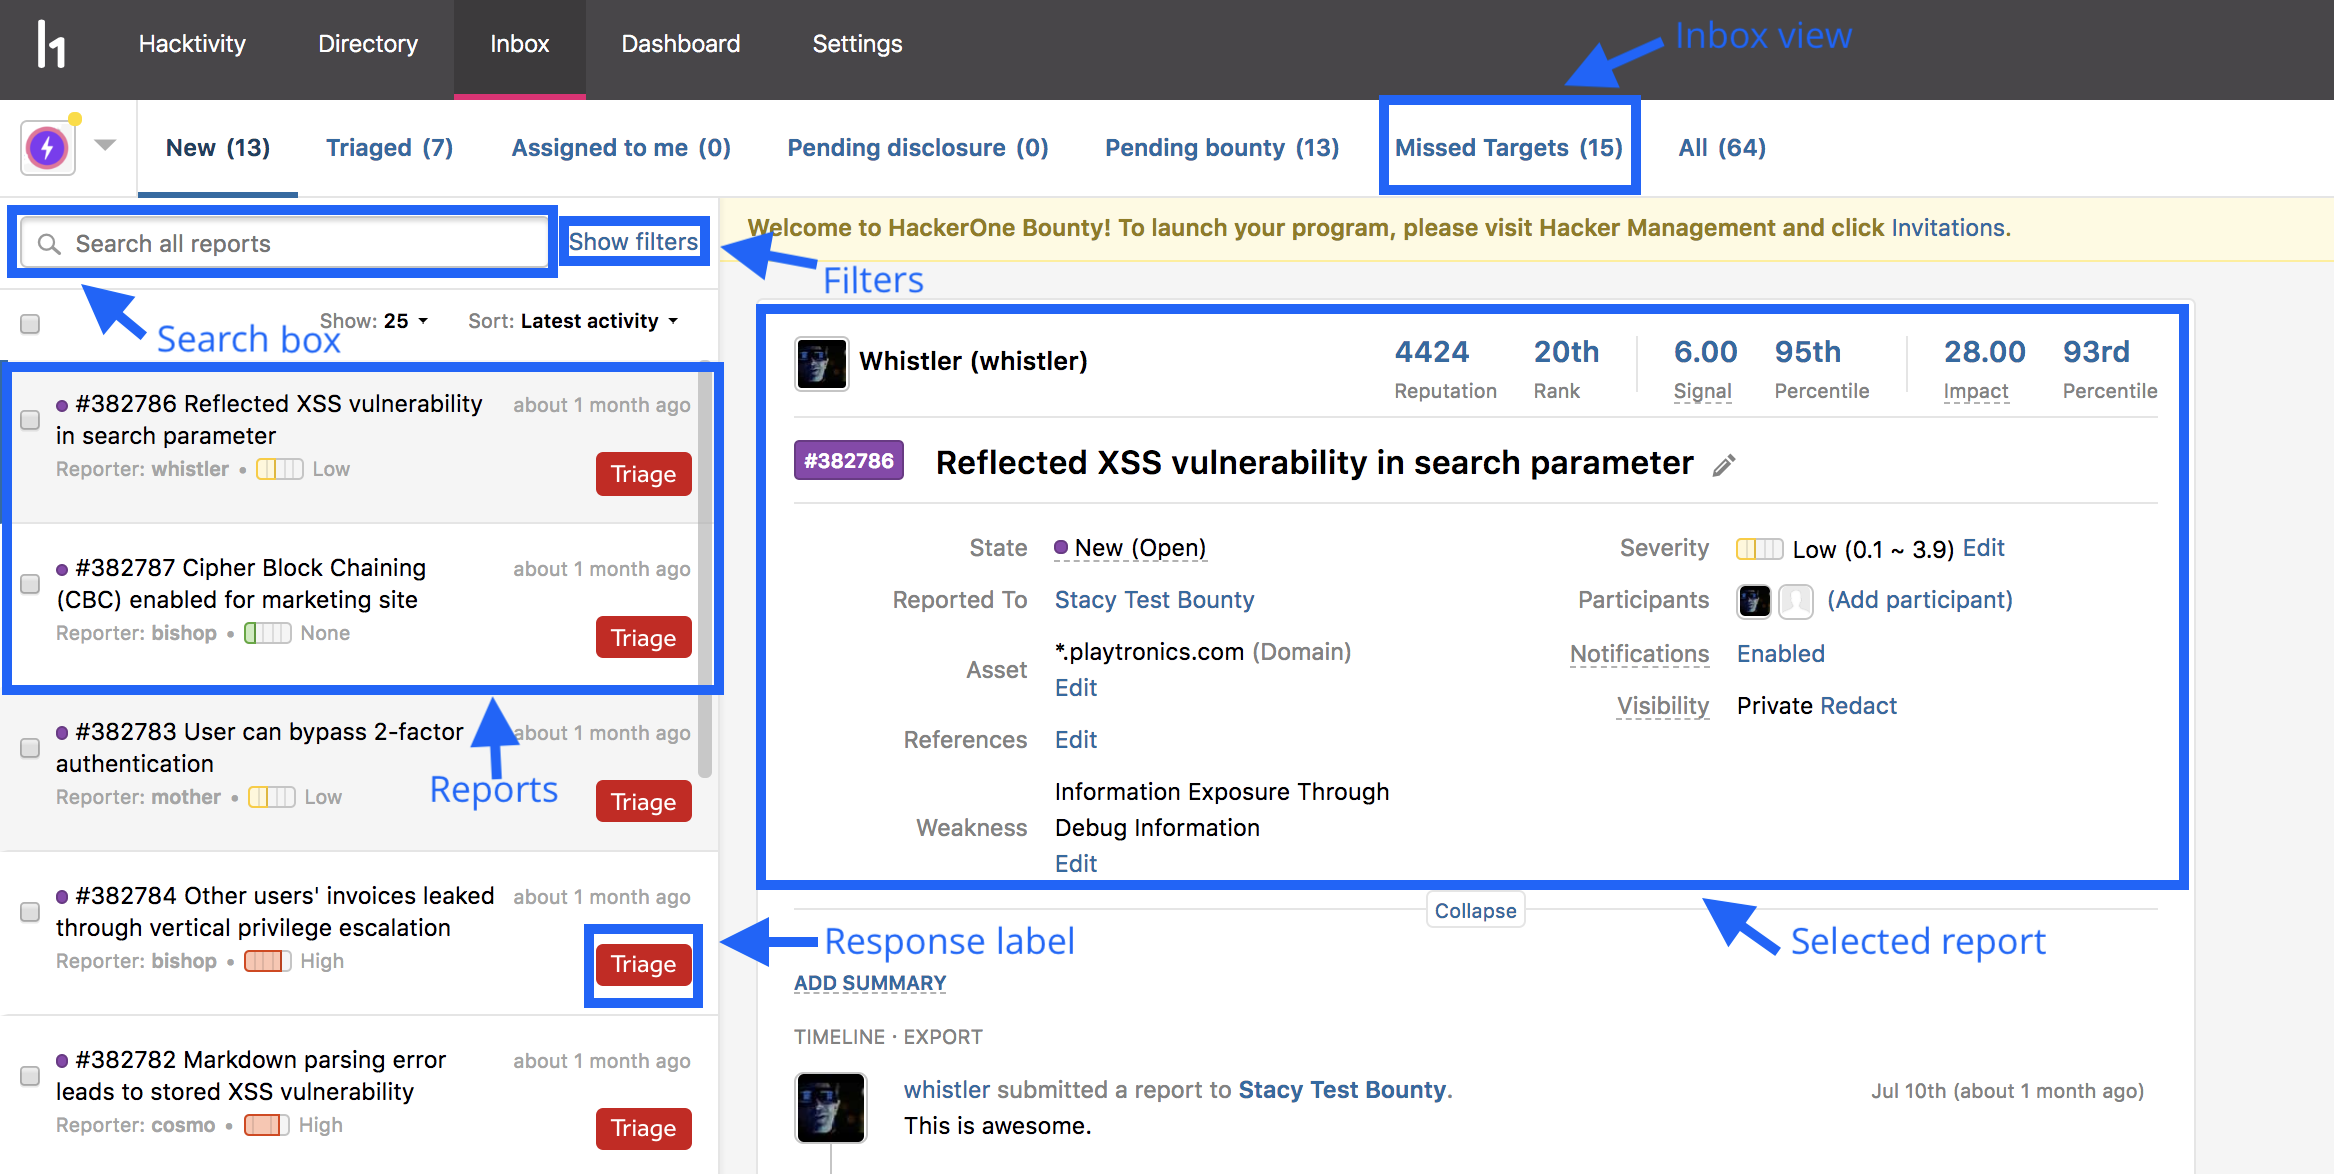 h1
Hacktivity
Directory
Inbox
Dashboard
Settings
Inbox view
New (13)
Triaged (7)
Assigned to me (0)
Pending disclosure (0)
Pending bounty (13)
Missed Targets (15)
All (64)
Search all reports
Show filters
Search box
Filters
Show: 25
Sort: Latest activity
#382786 Reflected XSS vulnerability
in search parameter
about 1 month ago
Reporter: whistler • Low
Triage
#382787 Cipher Block Chaining
(CBC) enabled for marketing site
about 1 month ago
Reporter: bishop • None
Triage
#382783 User can bypass 2-factor
authentication
about 1 month ago
Reporter: mother • Low
Triage
Reports
#382784 Other users' invoices leaked
through vertical privilege escalation
about 1 month ago
Reporter: bishop • High
Triage
Response label
#382782 Markdown parsing error
leads to stored XSS vulnerability
about 1 month ago
Reporter: cosmo • High
Triage
Welcome to HackerOne Bounty! To launch your program, please visit Hacker Management and click Invitations.
Whistler (whistler)
4424
Reputation
20th
Rank
6.00
Signal
95th
Percentile
28.00
Impact
93rd
Percentile
#382786
Reflected XSS vulnerability in search parameter
State
New (Open)
Reported To
Stacy Test Bounty
Asset
*.playtronics.com (Domain)
Edit
References
Edit
Weakness
Information Exposure Through
Debug Information
Edit
Severity
Low (0.1 ~ 3.9) Edit
Participants
(Add participant)
Notifications
Enabled
Visibility
Private Redact
Collapse
Selected report
ADD SUMMARY
TIMELINE · EXPORT
whistler submitted a report to Stacy Test Bounty.
Jul 10th (about 1 month ago)
This is awesome.